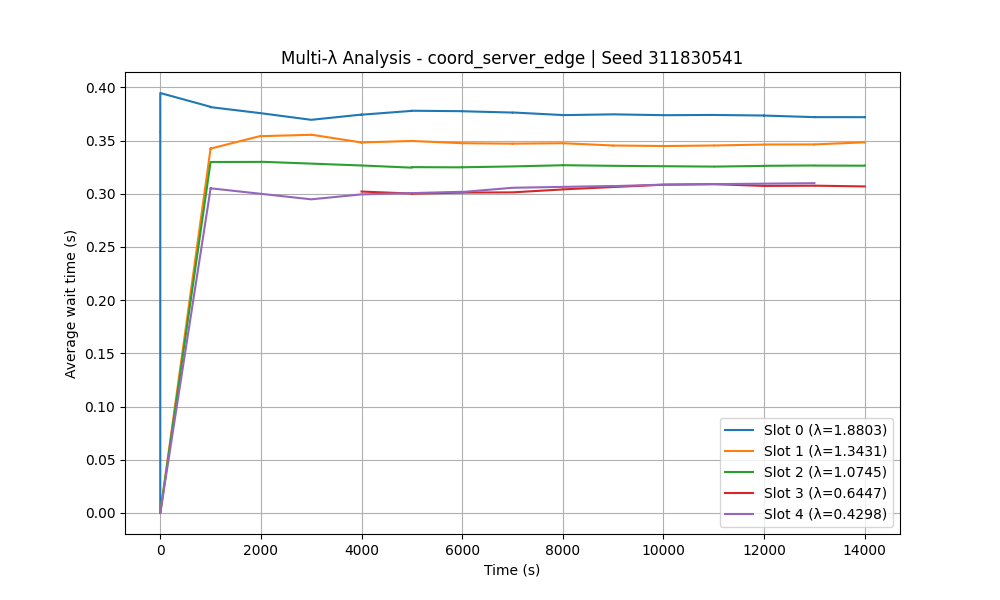 Multi-λ Analysis - coord_server_edge | Seed 311830541
Average wait time (s)
0.40
0.35
0.30
0.25
0.20
0.15
0.10
0.05
0.00
Slot 0 (λ=1.8803)
Slot 1 (λ=1.3431)
Slot 2 (λ=1.0745)
Slot 3 (λ=0.6447)
Slot 4 (λ=0.4298)
0 2000 4000 6000 8000 10000 12000 14000
Time (s)